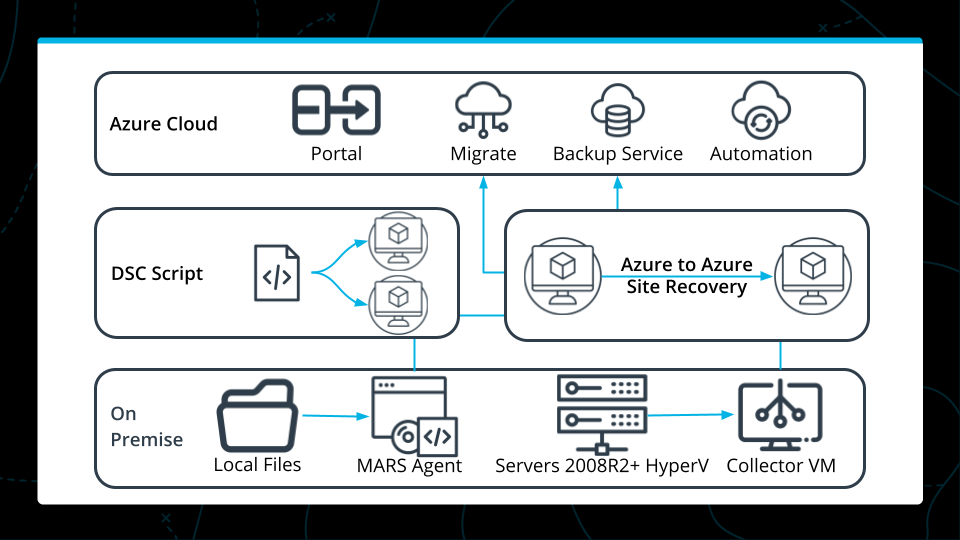 Azure Cloud
Portal
Migrate
Backup Service
Automation
DSC Script
</>
Azure to Azure
Site Recovery
On
Premise
</>
Local Files
MARS Agent
Servers 2008R2+ HyperV
Collector VM